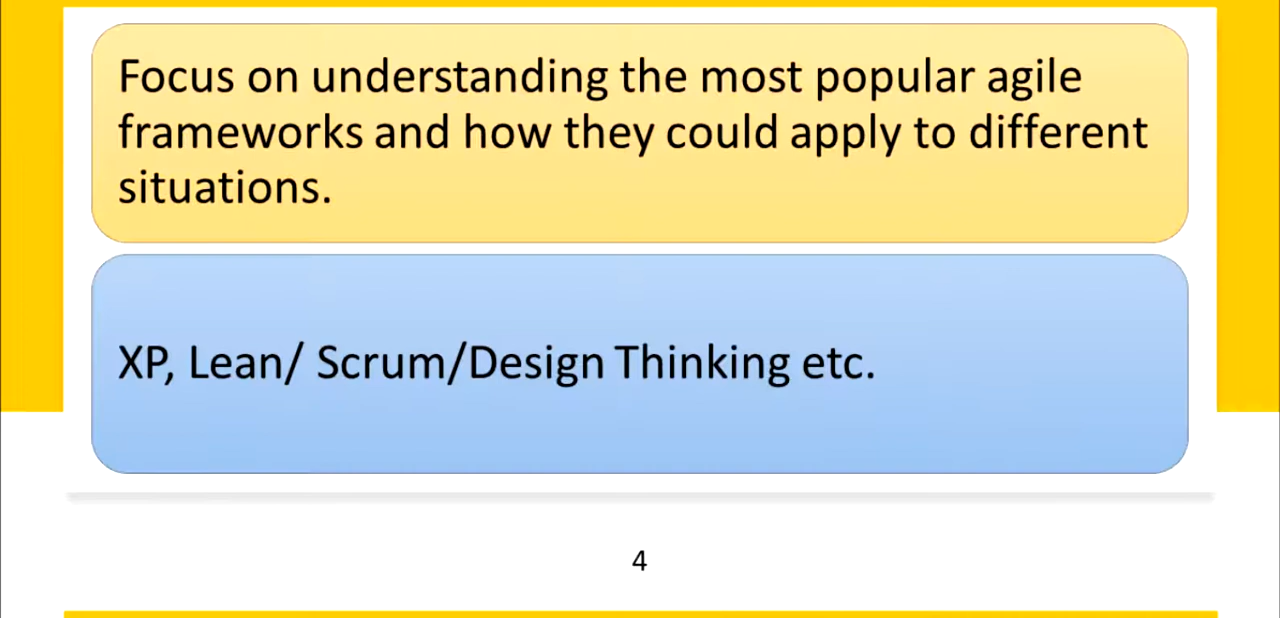 Focus on understanding the most popular agile
frameworks and how they could apply to different
situations.
XP, Lean/ Scrum/Design Thinking etc.
4